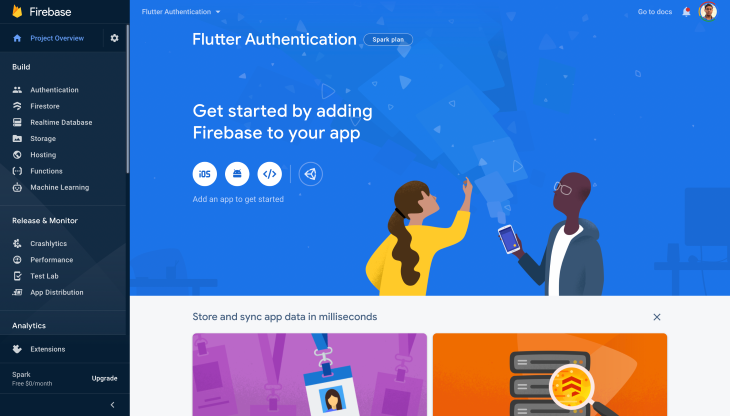 Firebase
Project Overview
Build
Authentication
Firestore
Realtime Database
Storage
Hosting
Functions
Machine Learning
Release & Monitor
Crashlytics
Performance
Test Lab
App Distribution
Analytics
Extensions
Spark
Free $0/month
Upgrade
Flutter Authentication
Go to docs
Flutter Authentication
Spark plan
Get started by adding
Firebase to your app
iOS
Add an app to get started
Store and sync app data in milliseconds